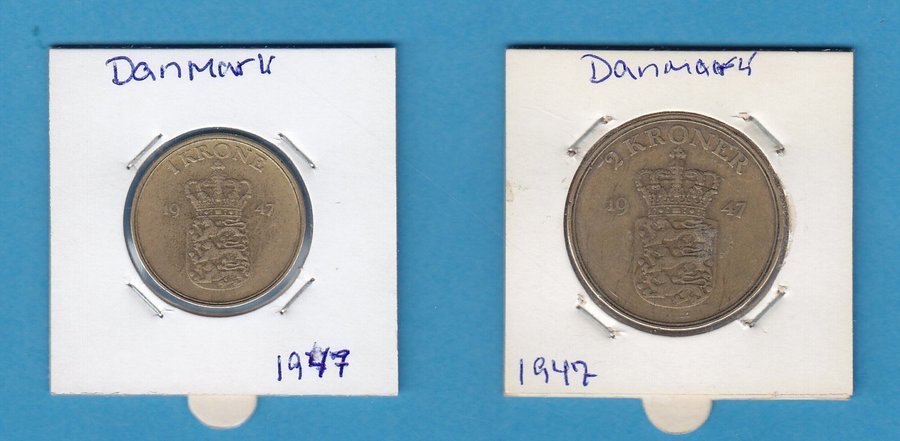 Danmark
1 KRONE
19 47
1947
Danmark
2 KRONER
19 47
1947